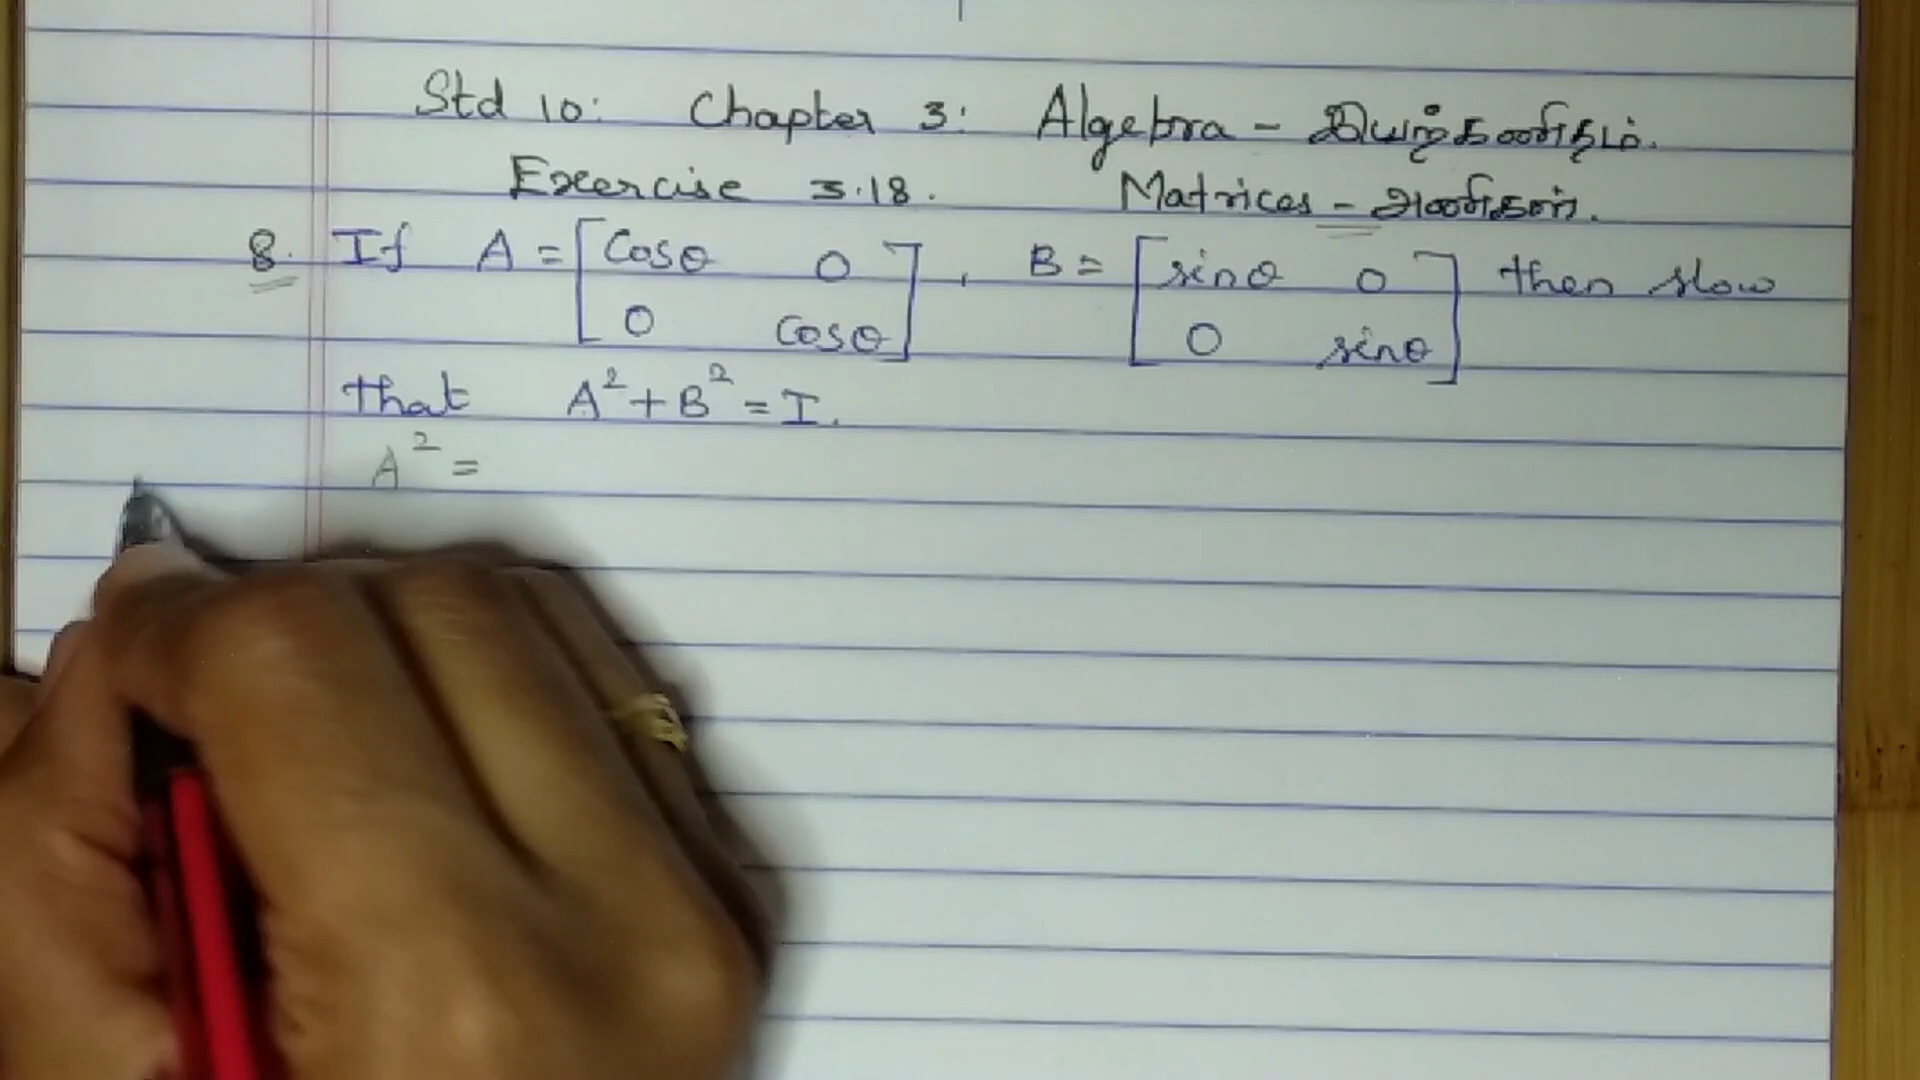 Std 10: Chapter 3: Algebra - இயற்கணிதம்.
Exercise 3.18. Matrices - அணிகள்.
8. If A = [cosθ 0 ], B = [sinθ 0 ] then show
[0 cosθ] [0 sinθ]
that A² + B² = I.
A² =